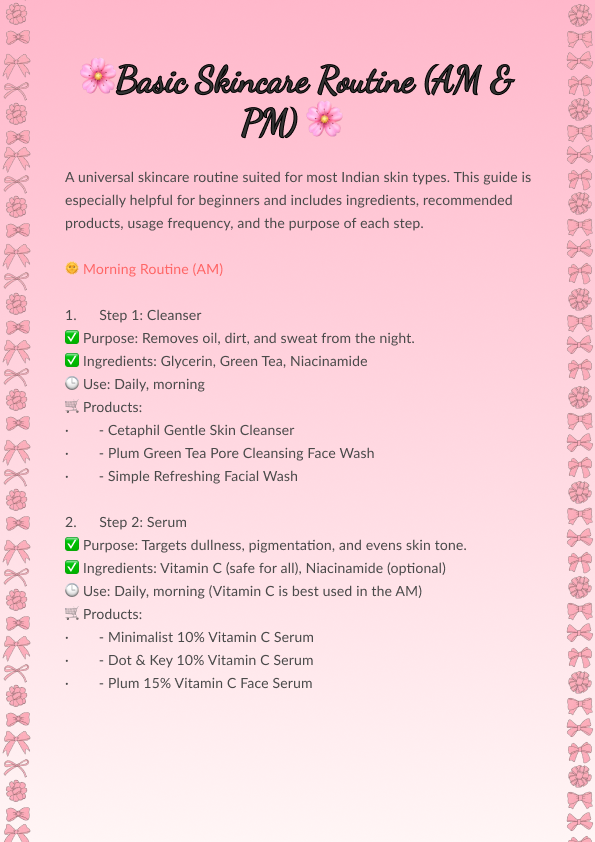 🌸Basic Skincare Routine (AM &
PM) 🌸
A universal skincare routine suited for most Indian skin types. This guide is
especially helpful for beginners and includes ingredients, recommended
products, usage frequency, and the purpose of each step.
🌞 Morning Routine (AM)
1. Step 1: Cleanser
✅ Purpose: Removes oil, dirt, and sweat from the night.
✅ Ingredients: Glycerin, Green Tea, Niacinamide
🕒 Use: Daily, morning
🛒 Products:
· - Cetaphil Gentle Skin Cleanser
· - Plum Green Tea Pore Cleansing Face Wash
· - Simple Refreshing Facial Wash
2. Step 2: Serum
✅ Purpose: Targets dullness, pigmentation, and evens skin tone.
✅ Ingredients: Vitamin C (safe for all), Niacinamide (optional)
🕒 Use: Daily, morning (Vitamin C is best used in the AM)
🛒 Products:
· - Minimalist 10% Vitamin C Serum
· - Dot & Key 10% Vitamin C Serum
· - Plum 15% Vitamin C Face Serum